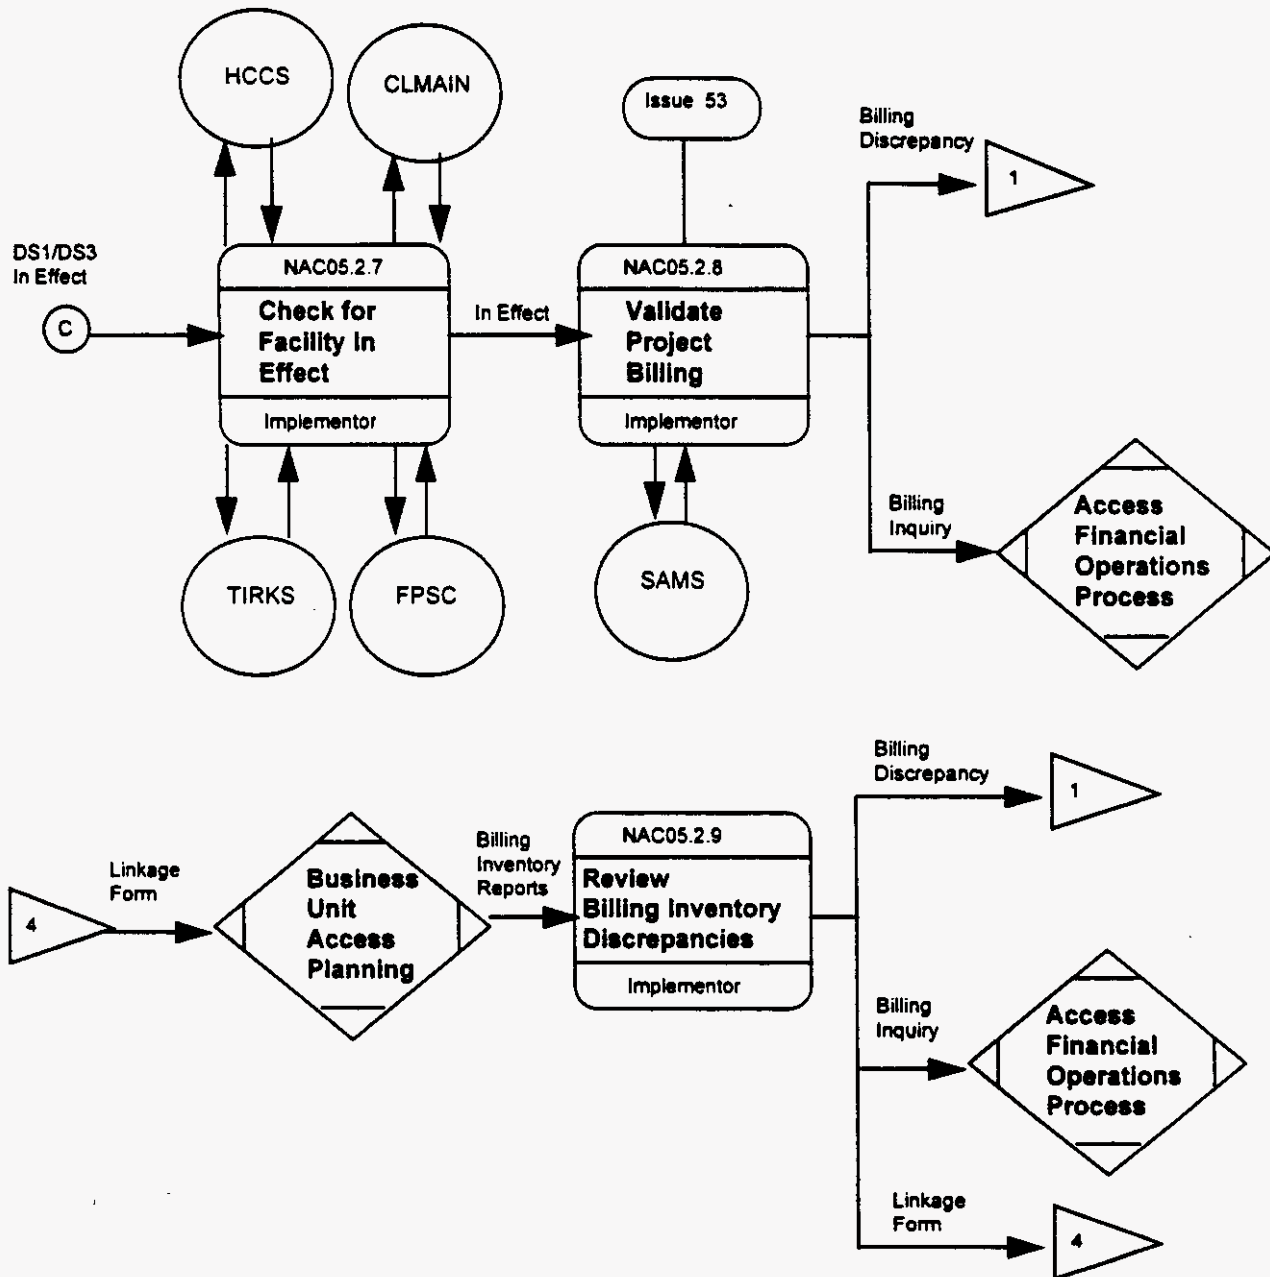 HCCS
CLMAIN
Issue 53
Billing
Discrepancy
1
DS1/DS3
In Effect
C
NAC05.2.7
Check for
Facility In
Effect
Implementor
In Effect
NAC05.2.8
Validate
Project
Billing
Implementor
Billing
Inquiry
Access
Financial
Operations
Process
TIRKS
FPSC
SAMS
Billing
Discrepancy
1
4
Linkage
Form
Business
Unit
Access
Planning
Billing
Inventory
Reports
NAC05.2.9
Review
Billing Inventory
Discrepancies
Implementor
Billing
Inquiry
Access
Financial
Operations
Process
Linkage
Form
4